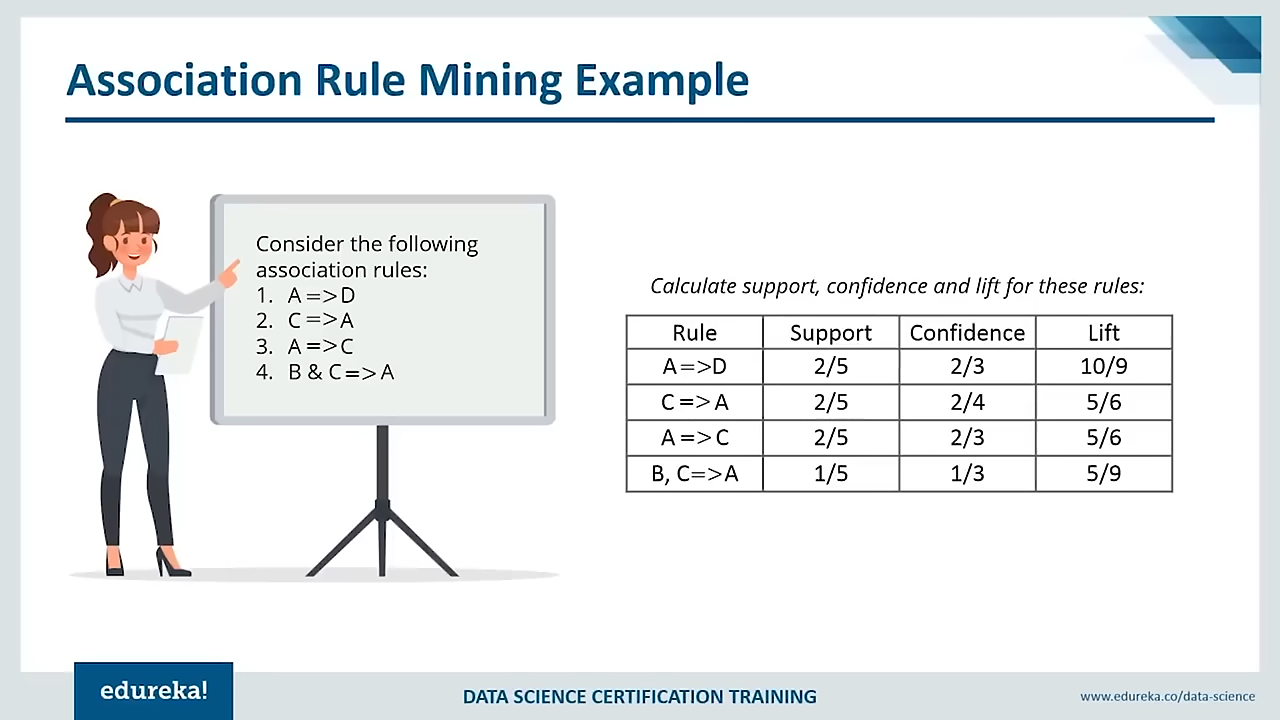 Association Rule Mining Example
Consider the following
association rules:
1. A=>D
2. C=>A
3. A=>C
4. B & C=>A
Calculate support, confidence and lift for these rules:
Rule Support Confidence Lift
A=>D 2/5 2/3 10/9
C=> A 2/5 2/4 5/6
A => C 2/5 2/3 5/6
B, C=>A 1/5 1/3 5/9
edureka!
DATA SCIENCE CERTIFICATION TRAINING
www.edureka.co/data-science